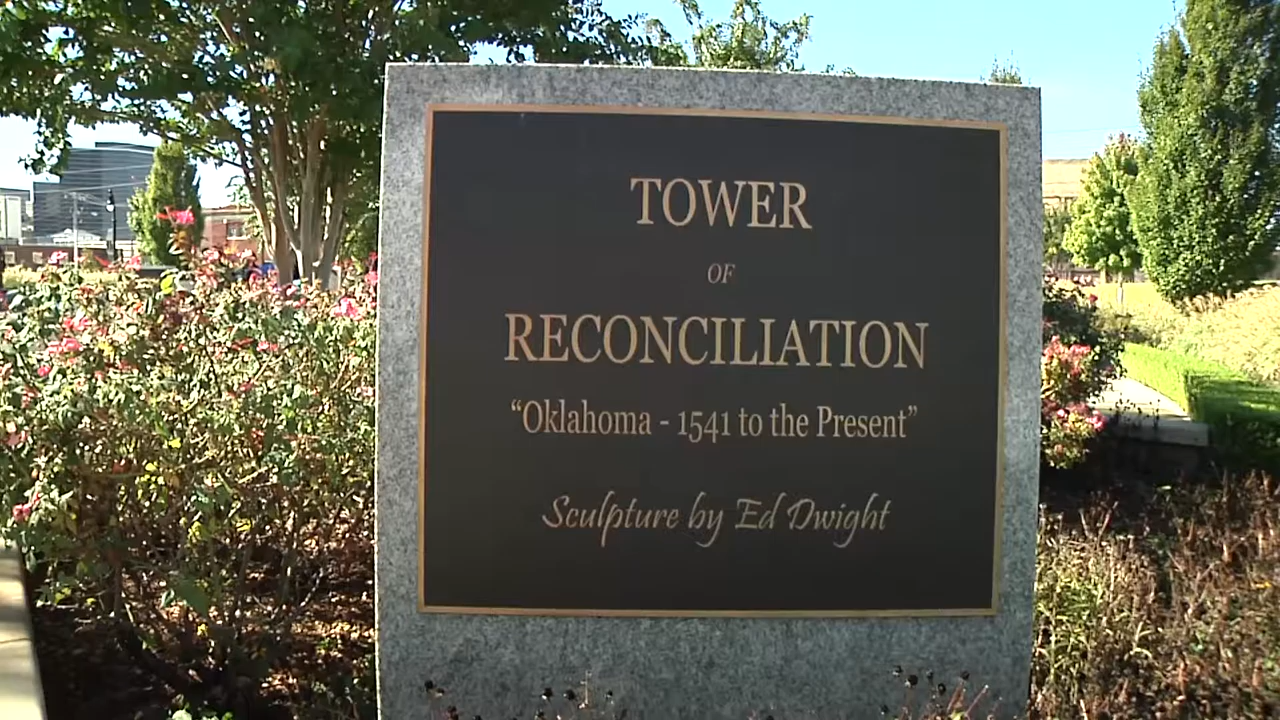 TOWER
OF
RECONCILIATION
“Oklahoma - 1541 to the Present”
Sculpture by Ed Dwight